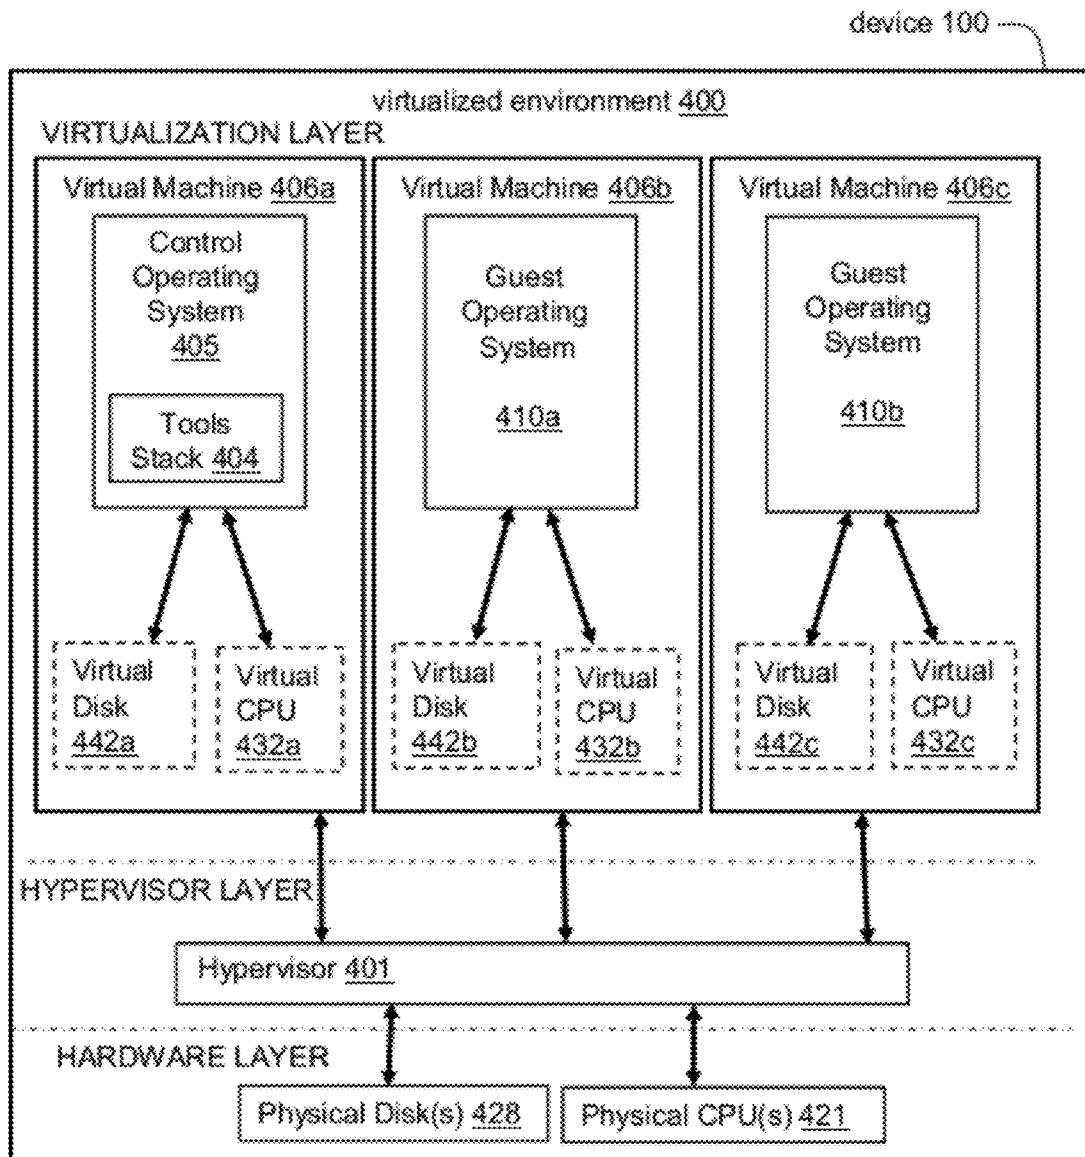 device 100
virtualized environment 400
VIRTUALIZATION LAYER
Virtual Machine 406a
Control
Operating
System
405
Tools
Stack 404
Virtual
Disk
442a
Virtual
CPU
432a
Virtual Machine 406b
Guest
Operating
System
410a
Virtual
Disk
442b
Virtual
CPU
432b
Virtual Machine 406c
Guest
Operating
System
410b
Virtual
Disk
442c
Virtual
CPU
432c
HYPERVISOR LAYER
Hypervisor 401
HARDWARE LAYER
Physical Disk(s) 428
Physical CPU(s) 421